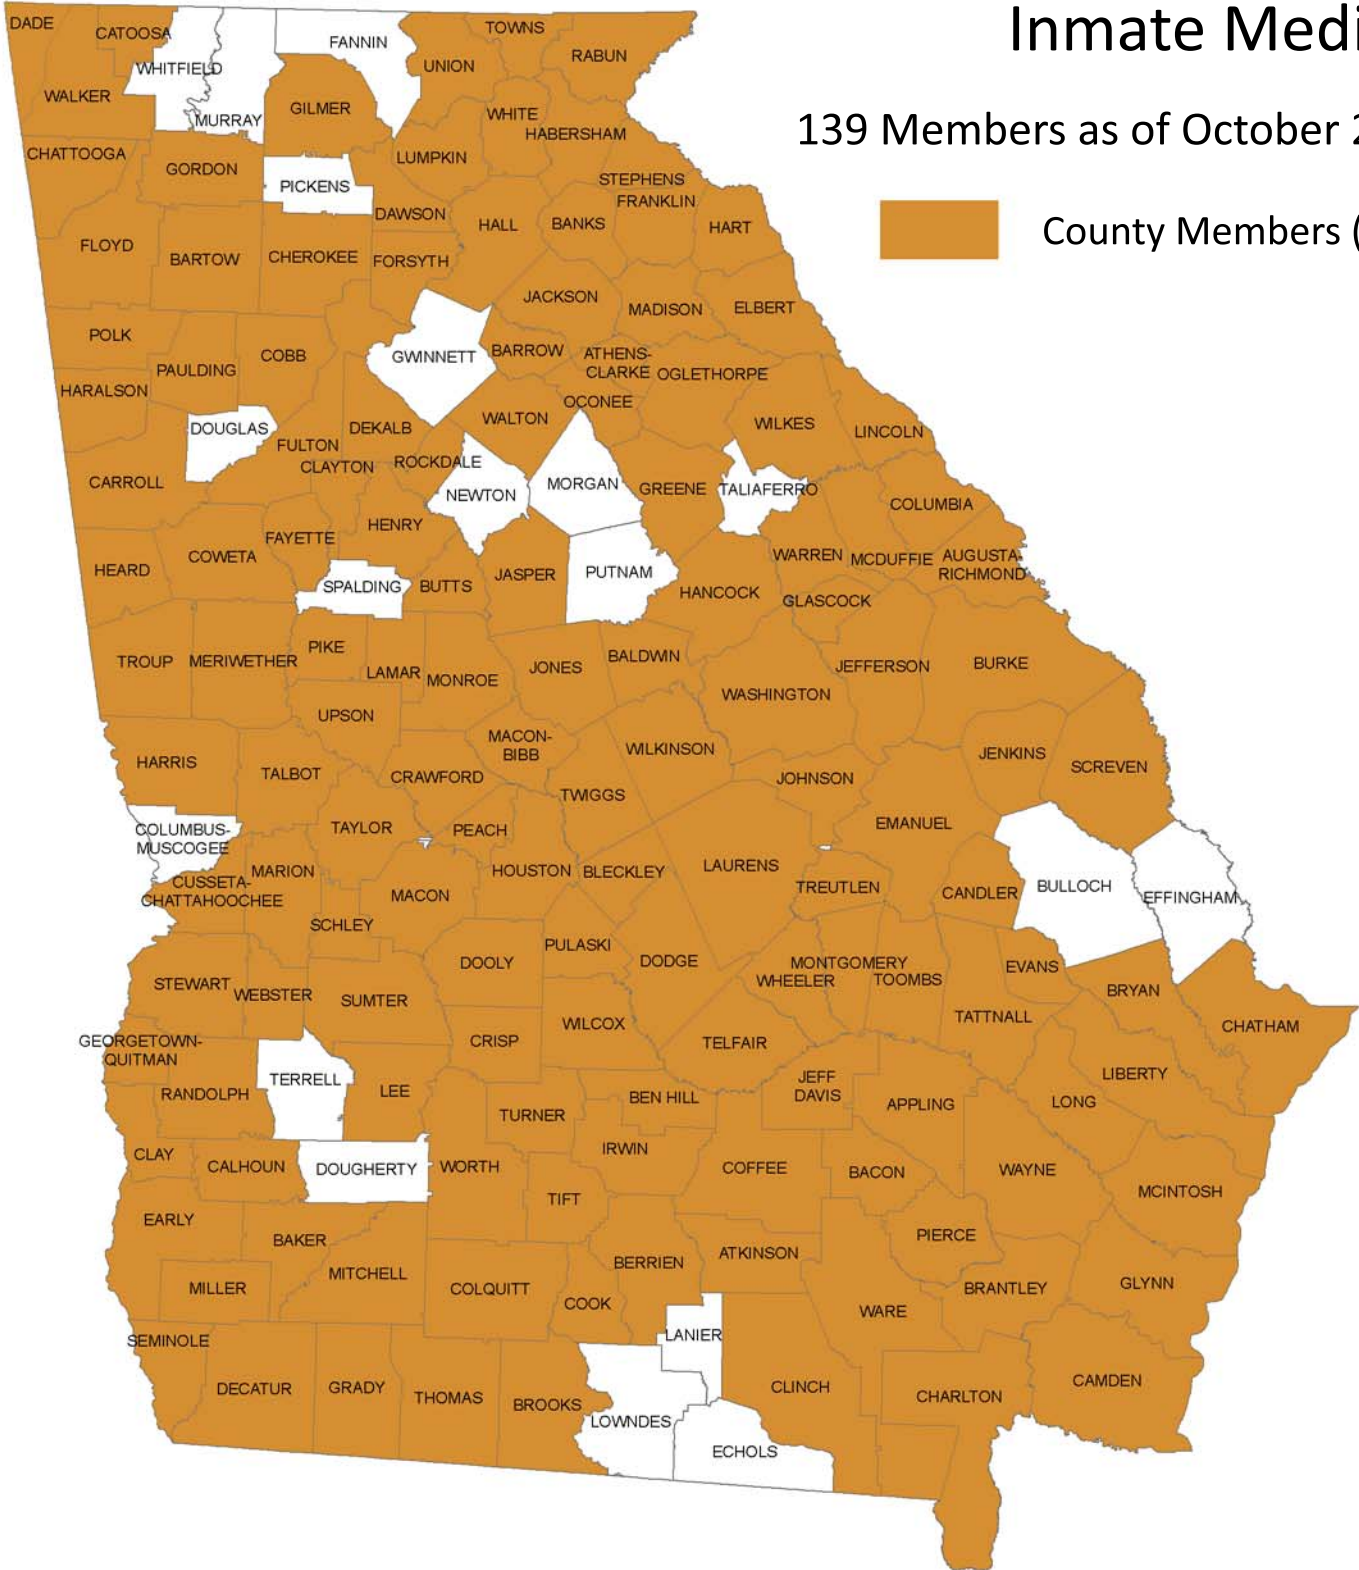 Inmate Medi
139 Members as of October 2
County Members (
DADE
CATOOSA
WHITFIELD
MURRAY
FANNIN
TOWNS
UNION
RABUN
WALKER
GILMER
WHITE
HABERSHAM
CHATTOOGA
GORDON
PICKENS
LUMPKIN
STEPHENS
FRANKLIN
DAWSON
HALL
BANKS
HART
FLOYD
BARTOW
CHEROKEE
FORSYTH
JACKSON
MADISON
ELBERT
POLK
PAULDING
COBB
GWINNETT
BARROW
ATHENS-
CLARKE
OGLETHORPE
HARALSON
OCONEE
DOUGLAS
FULTON
DEKALB
WALTON
WILKES
LINCOLN
CLAYTON
ROCKDALE
CARROLL
NEWTON
MORGAN
GREENE
TALIAFERRO
COLUMBIA
HENRY
FAYETTE
COWETA
HEARD
SPALDING
BUTTS
JASPER
PUTNAM
HANCOCK
WARREN
MCDUFFIE
AUGUSTA-
RICHMOND
GLASCOCK
TROUP
MERIWETHER
PIKE
LAMAR
MONROE
JONES
BALDWIN
WASHINGTON
JEFFERSON
BURKE
UPSON
HARRIS
TALBOT
CRAWFORD
MACON-
BIBB
WILKINSON
TWIGGS
JOHNSON
JENKINS
SCREVEN
COLUMBUS-
MUSCOGEE
TAYLOR
PEACH
EMANUEL
CUSSETA-
CHATTAHOOCHEE
MARION
MACON
HOUSTON
BLECKLEY
LAURENS
TREUTLEN
CANDLER
BULLOCH
EFFINGHAM
SCHLEY
DOOLY
PULASKI
DODGE
MONTGOMERY
WHEELER
TOOMBS
EVANS
STEWART
WEBSTER
SUMTER
BRYAN
TATTNALL
CHATHAM
CRISP
WILCOX
TELFAIR
GEORGETOWN-
QUITMAN
RANDOLPH
TERRELL
LEE
TURNER
BEN HILL
JEFF
DAVIS
APPLING
LONG
LIBERTY
CLAY
CALHOUN
DOUGHERTY
WORTH
IRWIN
COFFEE
BACON
WAYNE
MCINTOSH
TIFT
EARLY
BAKER
MITCHELL
MILLER
COLQUITT
COOK
BERRIEN
ATKINSON
PIERCE
BRANTLEY
GLYNN
WARE
SEMINOLE
DECATUR
GRADY
THOMAS
BROOKS
LANIER
LOWNDES
CLINCH
ECHOLS
CHARLTON
CAMDEN